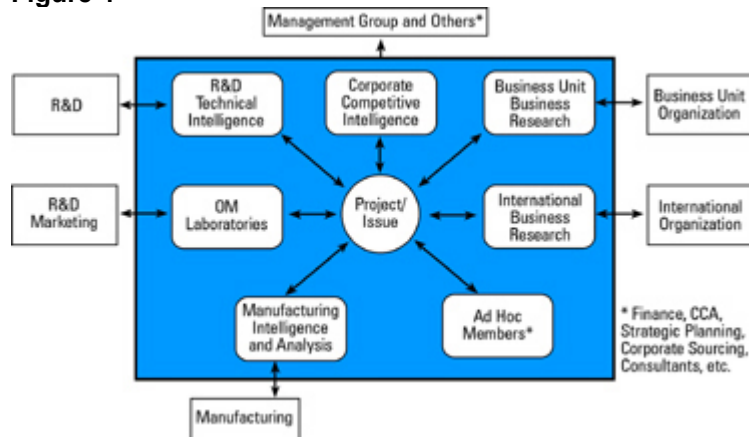 Management Group and Others*
R&D
R&D
Technical
Intelligence
Corporate
Competitive
Intelligence
Business Unit
Business
Research
Business Unit
Organization
R&D
Marketing
OM
Laboratories
Project/
Issue
International
Business
Research
International
Organization
Manufacturing
Intelligence
and Analysis
Ad Hoc
Members*
* Finance, CCA,
Strategic Planning,
Corporate Sourcing,
Consultants, etc.
Manufacturing